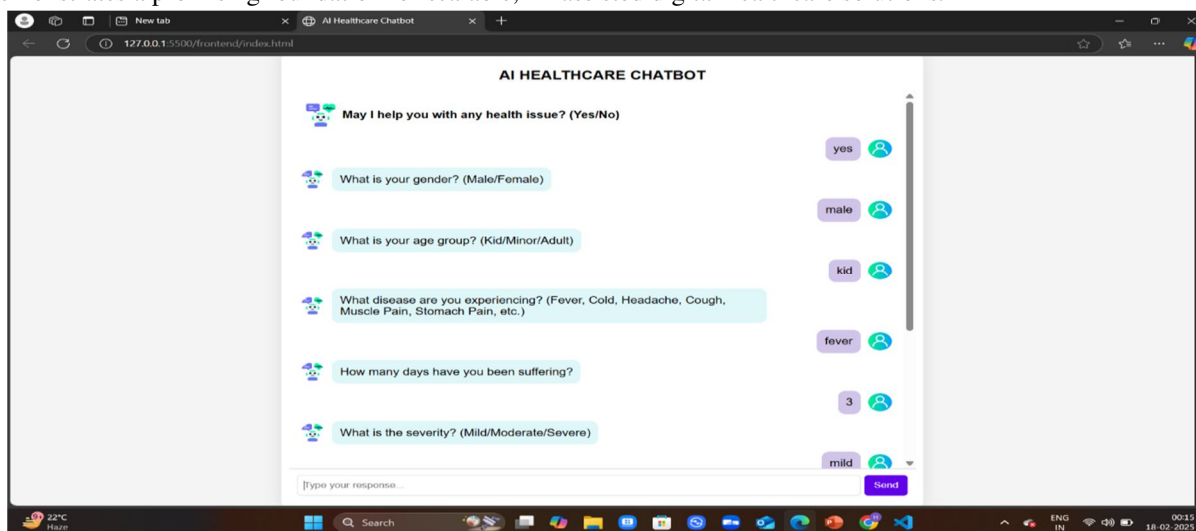 New tab
AI Healthcare Chatbot
127.0.0.1:5500/frontend/index.html
AI HEALTHCARE CHATBOT
May I help you with any health issue? (Yes/No)
yes
What is your gender? (Male/Female)
male
What is your age group? (Kid/Minor/Adult)
kid
What disease are you experiencing? (Fever, Cold, Headache, Cough,
Muscle Pain, Stomach Pain, etc.)
fever
How many days have you been suffering?
3
What is the severity? (Mild/Moderate/Severe)
mild
Type your response...
Send
22°C
Haze
Search
ENG
IN
00:15
18-02-2025